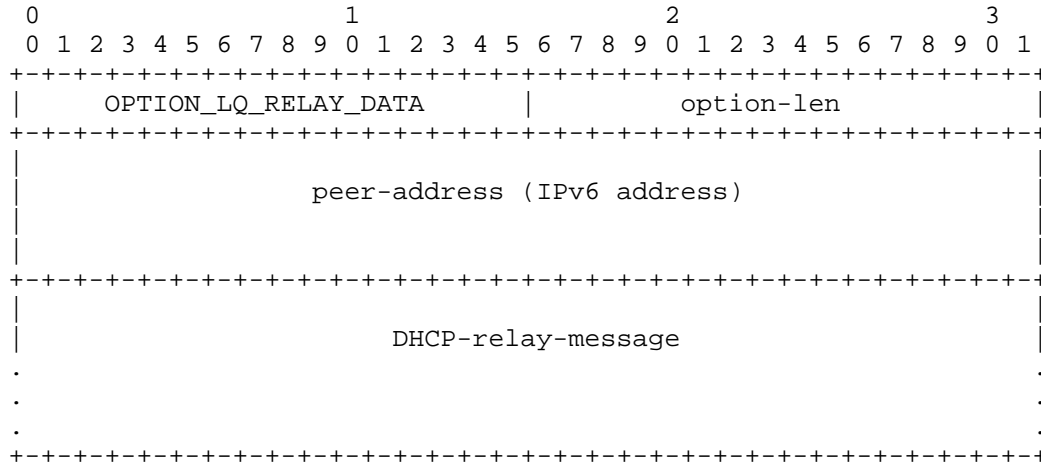 0                   1                   2                   3
 0 1 2 3 4 5 6 7 8 9 0 1 2 3 4 5 6 7 8 9 0 1 2 3 4 5 6 7 8 9 0 1
+-+-+-+-+-+-+-+-+-+-+-+-+-+-+-+-+-+-+-+-+-+-+-+-+-+-+-+-+-+-+-+-+
|     OPTION_LQ_RELAY_DATA      |         option-len            |
+-+-+-+-+-+-+-+-+-+-+-+-+-+-+-+-+-+-+-+-+-+-+-+-+-+-+-+-+-+-+-+-+
|                                                               |
|                  peer-address (IPv6 address)                  |
|                                                               |
|                                                               |
+-+-+-+-+-+-+-+-+-+-+-+-+-+-+-+-+-+-+-+-+-+-+-+-+-+-+-+-+-+-+-+-+
|                                                               |
|                       DHCP-relay-message                      |
.                                                               .
.                                                               .
.                                                               .
+-+-+-+-+-+-+-+-+-+-+-+-+-+-+-+-+-+-+-+-+-+-+-+-+-+-+-+-+-+-+-+-+